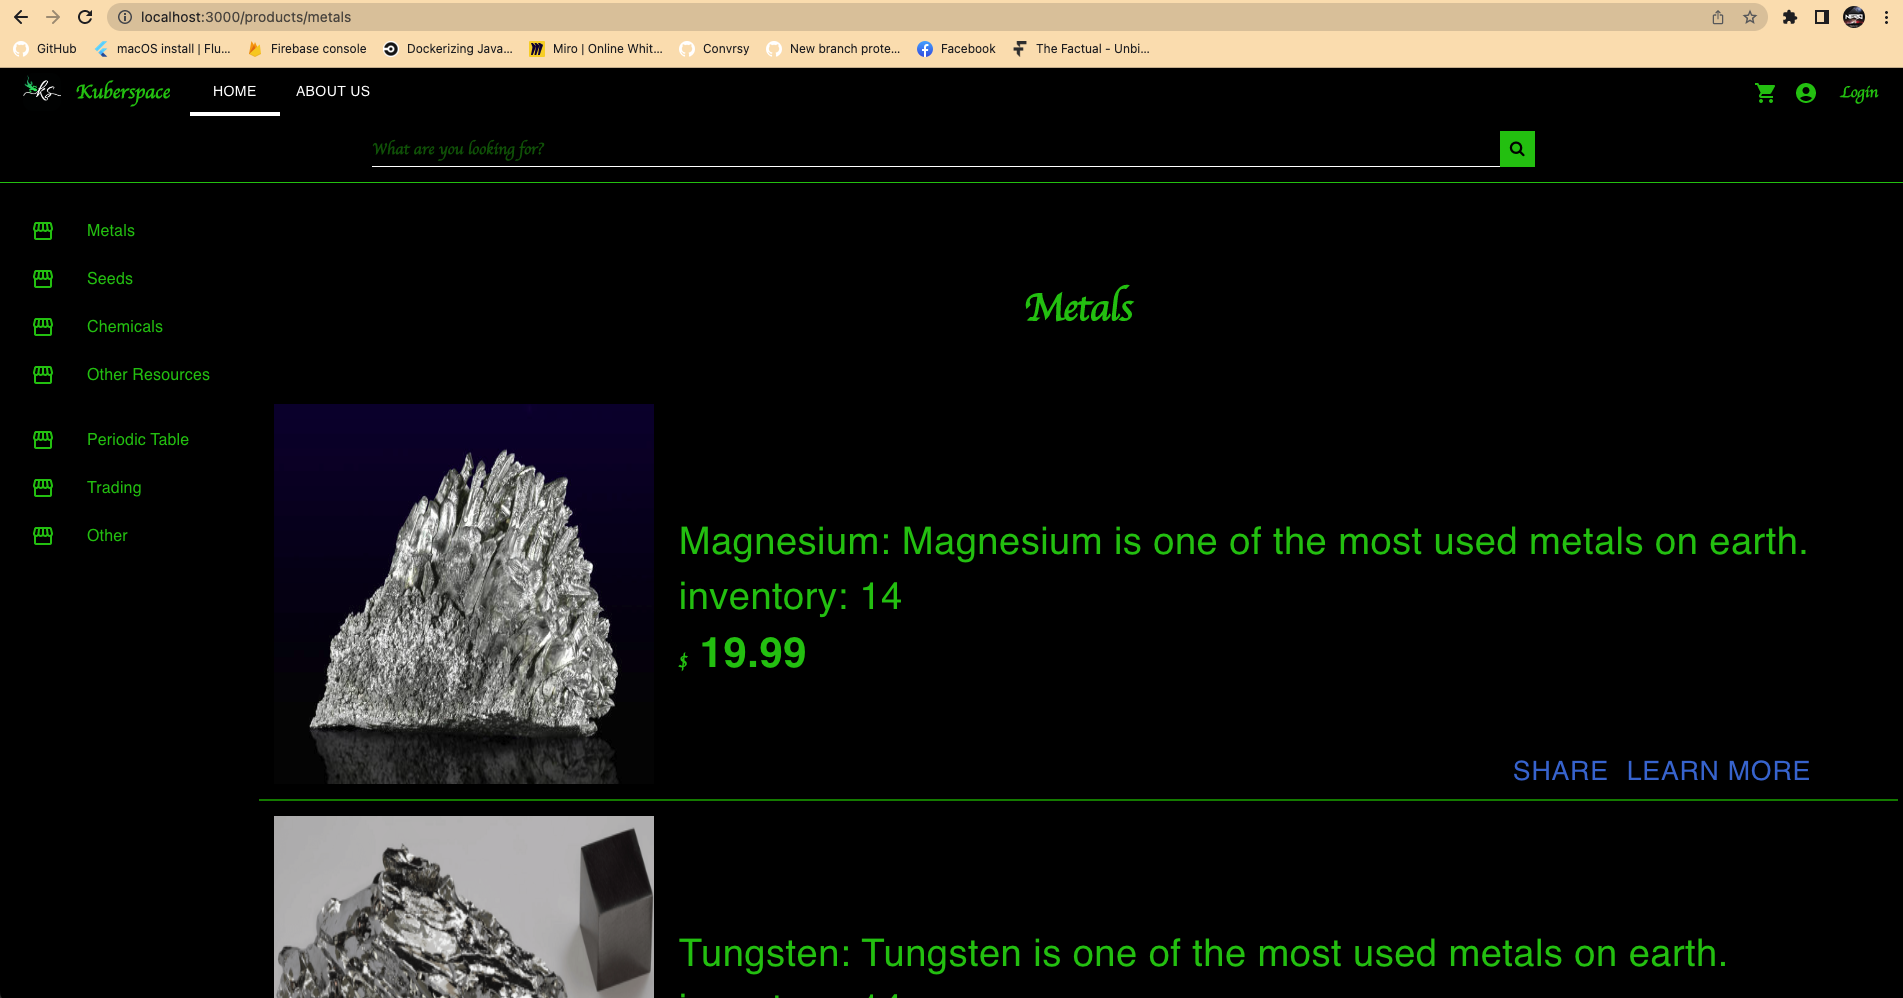 localhost:3000/products/metals
GitHub macOS install | Flu... Firebase console Dockerizing Java... Miro | Online Whit... Convrsy New branch prote... Facebook The Factual - Unbi...
ks Kuberspace HOME ABOUT US Login
What are you looking for?
Metals
Seeds
Chemicals
Other Resources
Periodic Table
Trading
Other
Metals
Magnesium: Magnesium is one of the most used metals on earth.
inventory: 14
$ 19.99
SHARE LEARN MORE
Tungsten: Tungsten is one of the most used metals on earth.